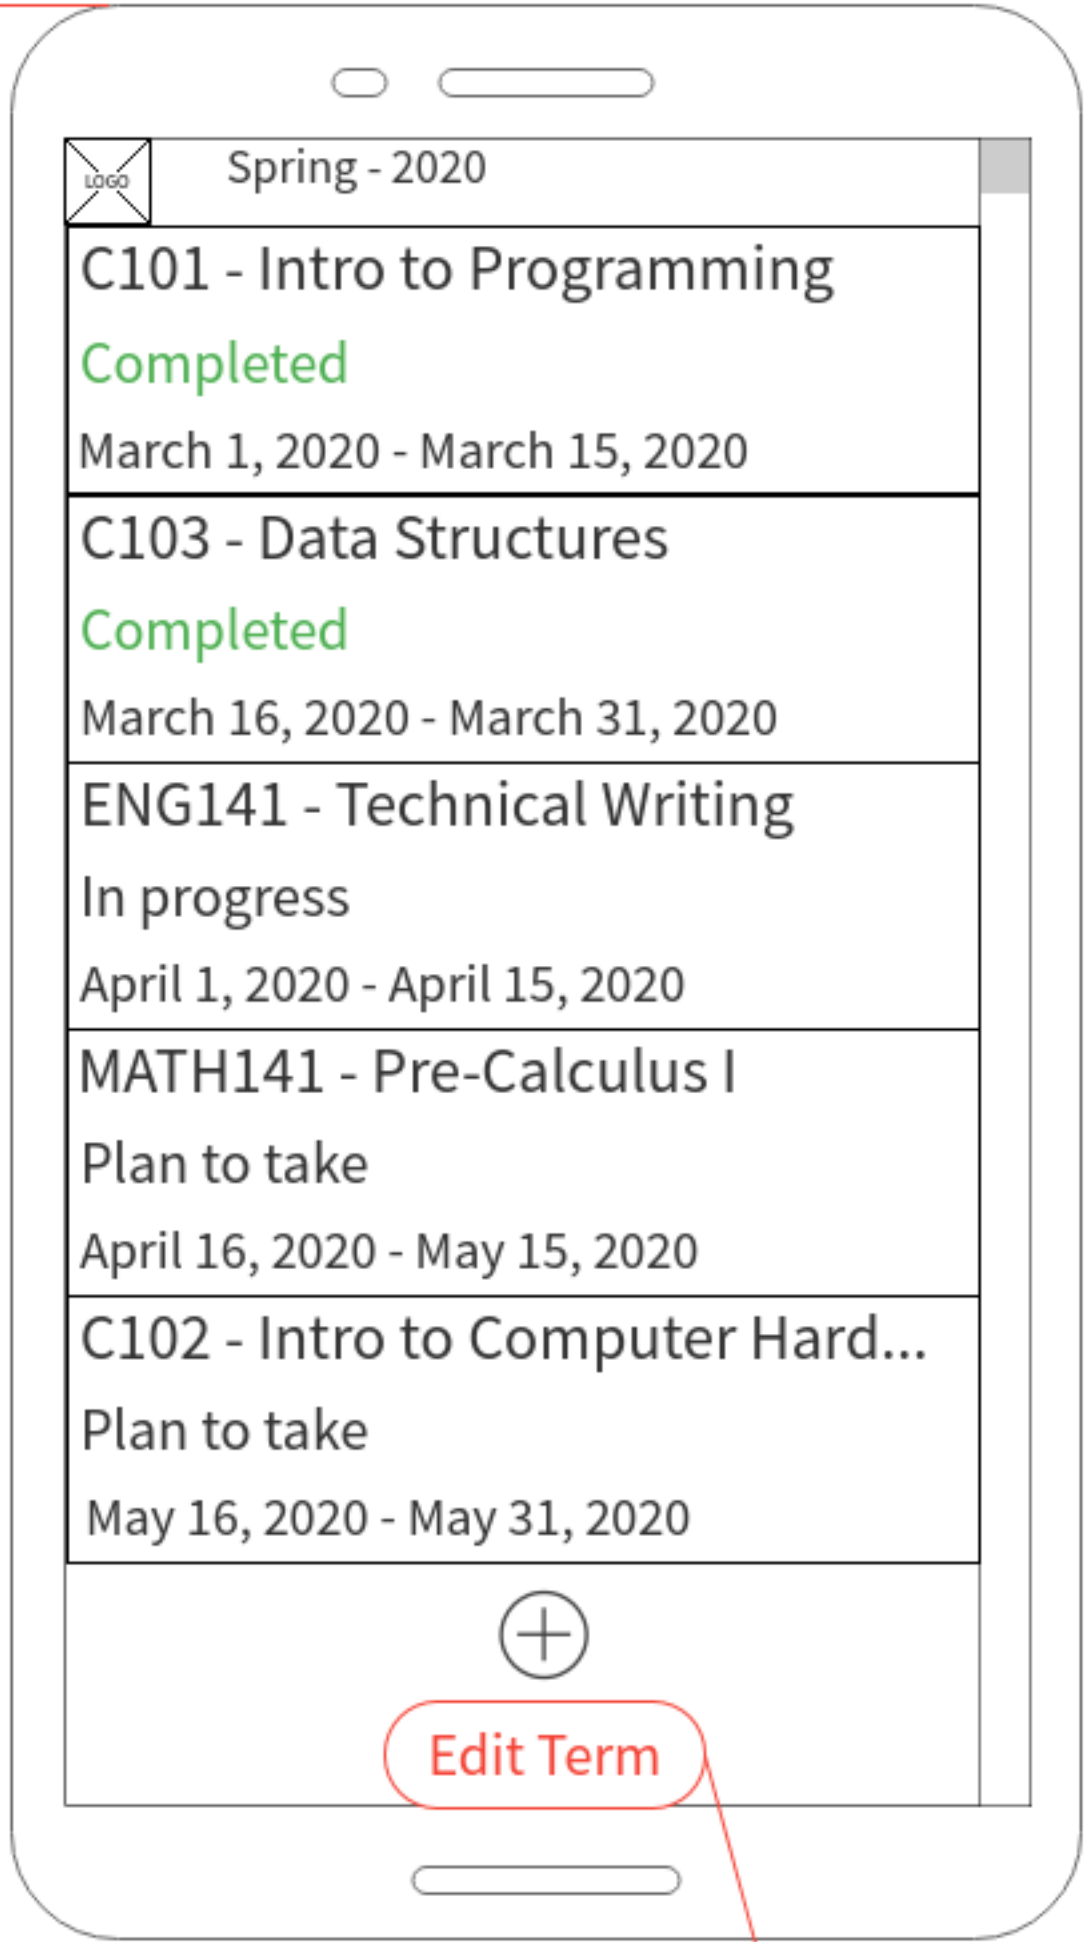 LOGO
Spring - 2020
C101 - Intro to Programming
Completed
March 1, 2020 - March 15, 2020
C103 - Data Structures
Completed
March 16, 2020 - March 31, 2020
ENG141 - Technical Writing
In progress
April 1, 2020 - April 15, 2020
MATH141 - Pre-Calculus I
Plan to take
April 16, 2020 - May 15, 2020
C102 - Intro to Computer Hard...
Plan to take
May 16, 2020 - May 31, 2020
Edit Term